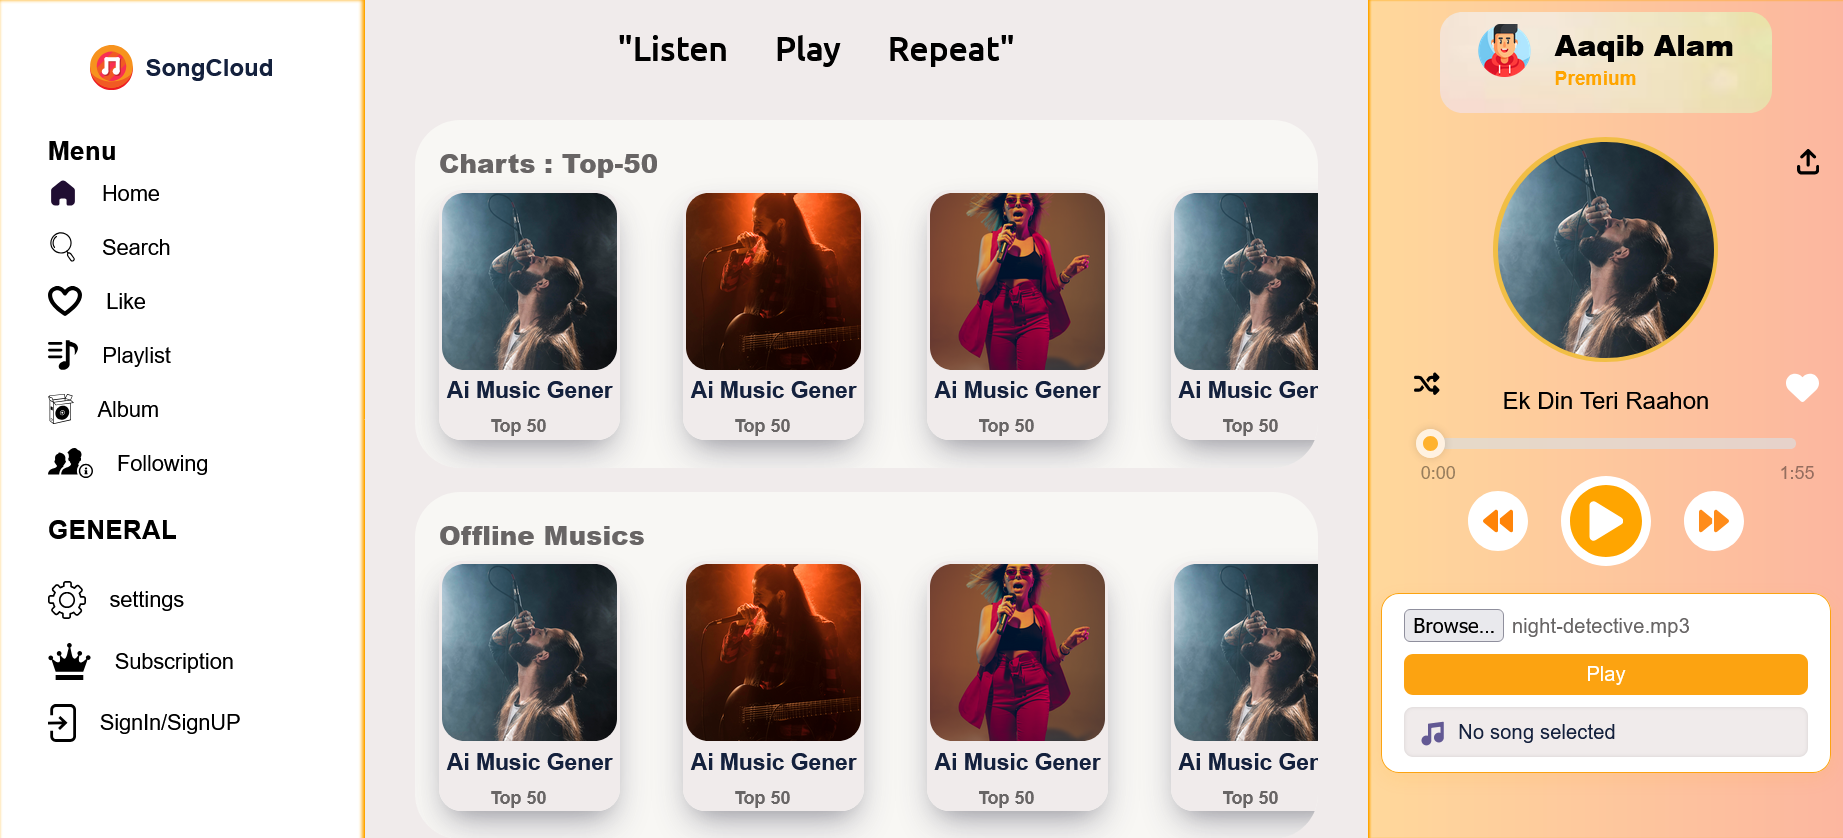 SongCloud
Menu
Home
Search
Like
Playlist
Album
Following
GENERAL
settings
Subscription
SignIn/SignUP
"Listen Play Repeat"
Charts : Top-50
Ai Music Gener Ai Music Gener Ai Music Gener Ai Music Gener
Top 50 Top 50 Top 50 Top 50
Offline Musics
Ai Music Gener Ai Music Gener Ai Music Gener Ai Music Gener
Top 50 Top 50 Top 50 Top 50
Aaqib Alam
Premium
Ek Din Teri Raahon
0:00 1:55
Browse... night-detective.mp3
Play
No song selected